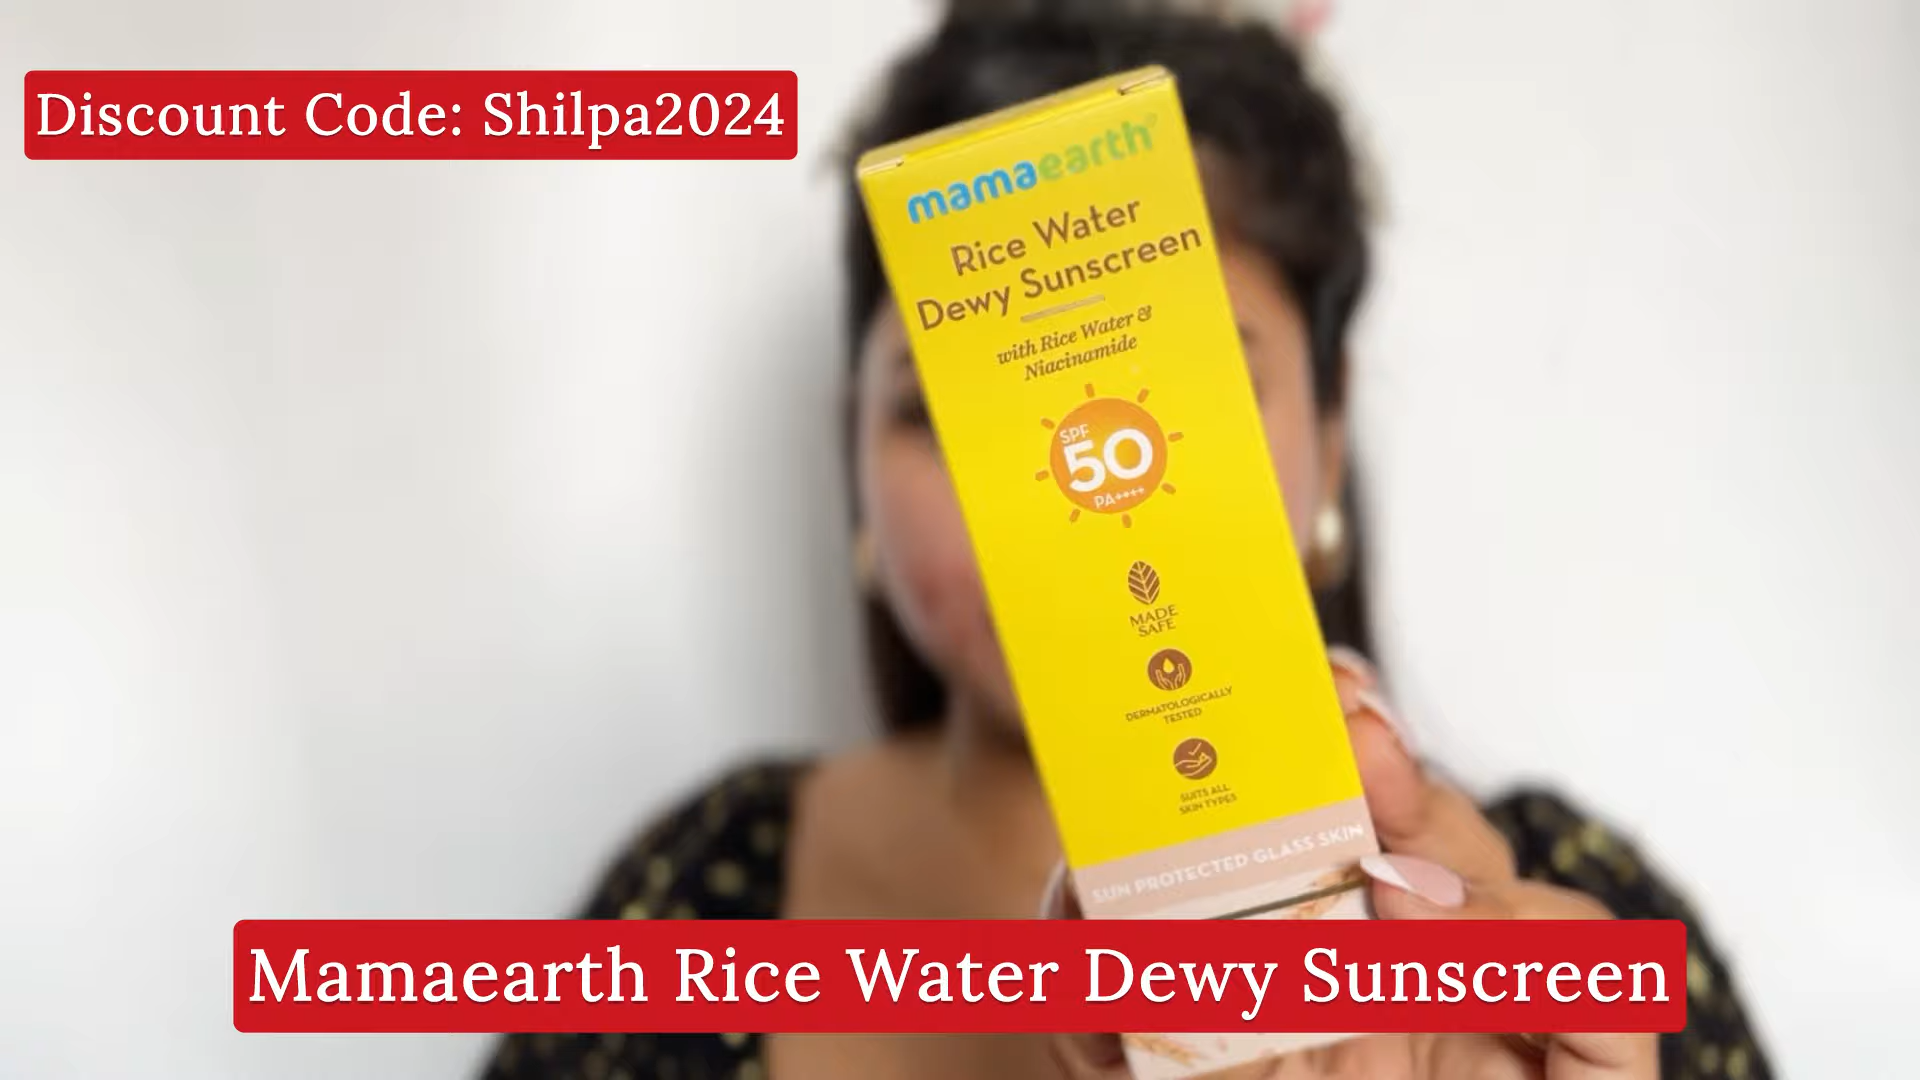 Discount Code: Shilpa2024
mamaearth
Rice Water
Dewy Sunscreen
with Rice Water &
Niacinamide
SPF
50
PA++++
MADE
SAFE
DERMATOLOGICALLY
TESTED
SUITS ALL
SKIN TYPES
SUN PROTECTED GLASS SKIN
Mamaearth Rice Water Dewy Sunscreen